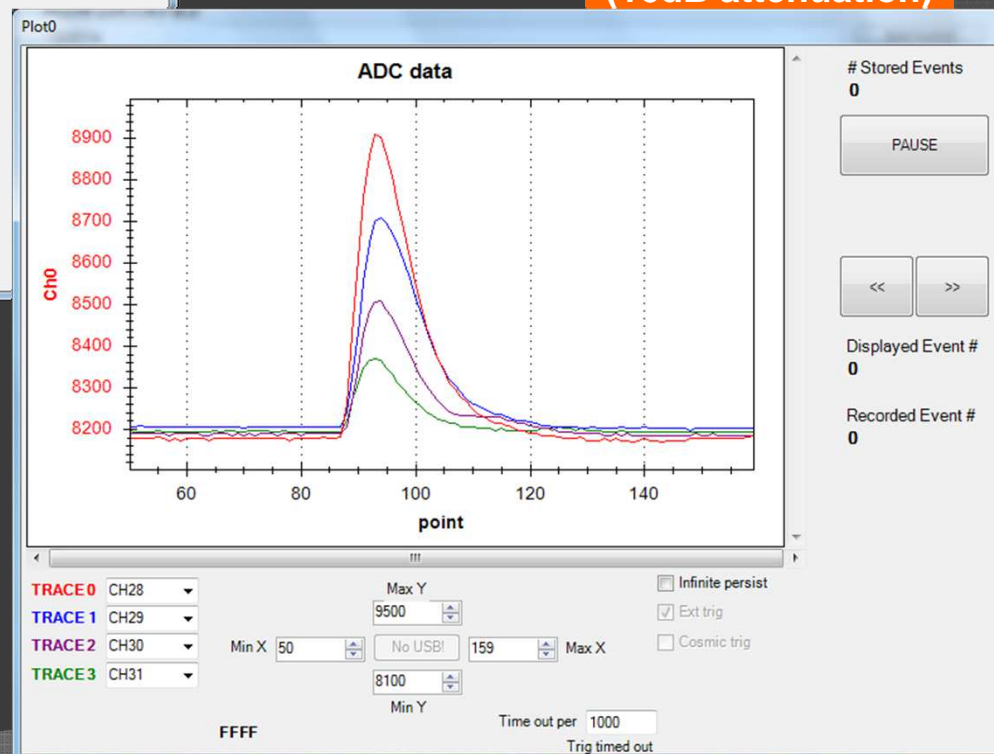 Plot0
ADC data
8900
8800
8700
8600
8500
8400
8300
8200
Ch0
60 80 100 120 140
point
# Stored Events
0
PAUSE
<< >>
Displayed Event #
0
Recorded Event #
0
TRACE 0 CH28
TRACE 1 CH29
TRACE 2 CH30
TRACE 3 CH31
Max Y
9500
Min X 50 No USB! 159 Max X
8100
Min Y
Infinite persist
Ext trig
Cosmic trig
FFFF
Time out per 1000
Trig timed out